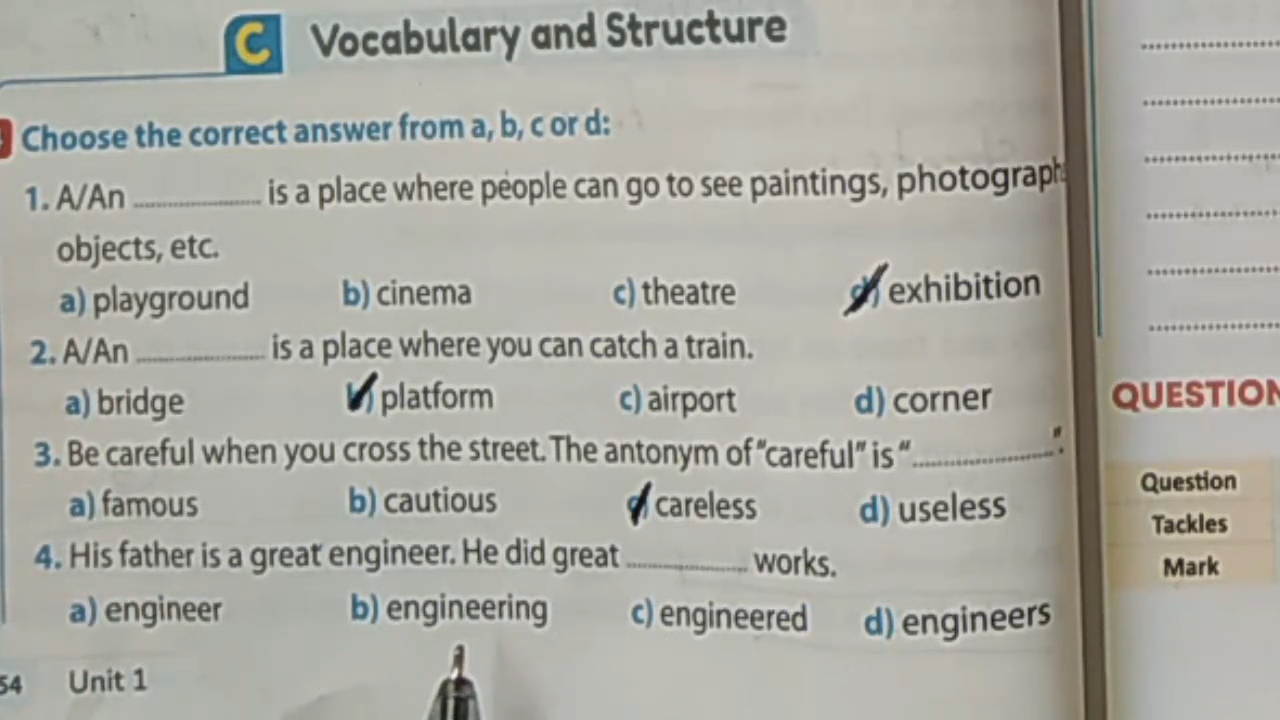 C Vocabulary and Structure
Choose the correct answer from a, b, c or d:
1. A/An .................. is a place where people can go to see paintings, photograph
objects, etc.
a) playground b) cinema c) theatre d) exhibition
2. A/An .................. is a place where you can catch a train.
a) bridge b) platform c) airport d) corner
3. Be careful when you cross the street. The antonym of "careful" is "..................."
a) famous b) cautious c) careless d) useless
4. His father is a great engineer. He did great .................. works.
a) engineer b) engineering c) engineered d) engineers
54 Unit 1
QUESTION
Question
Tackles
Mark